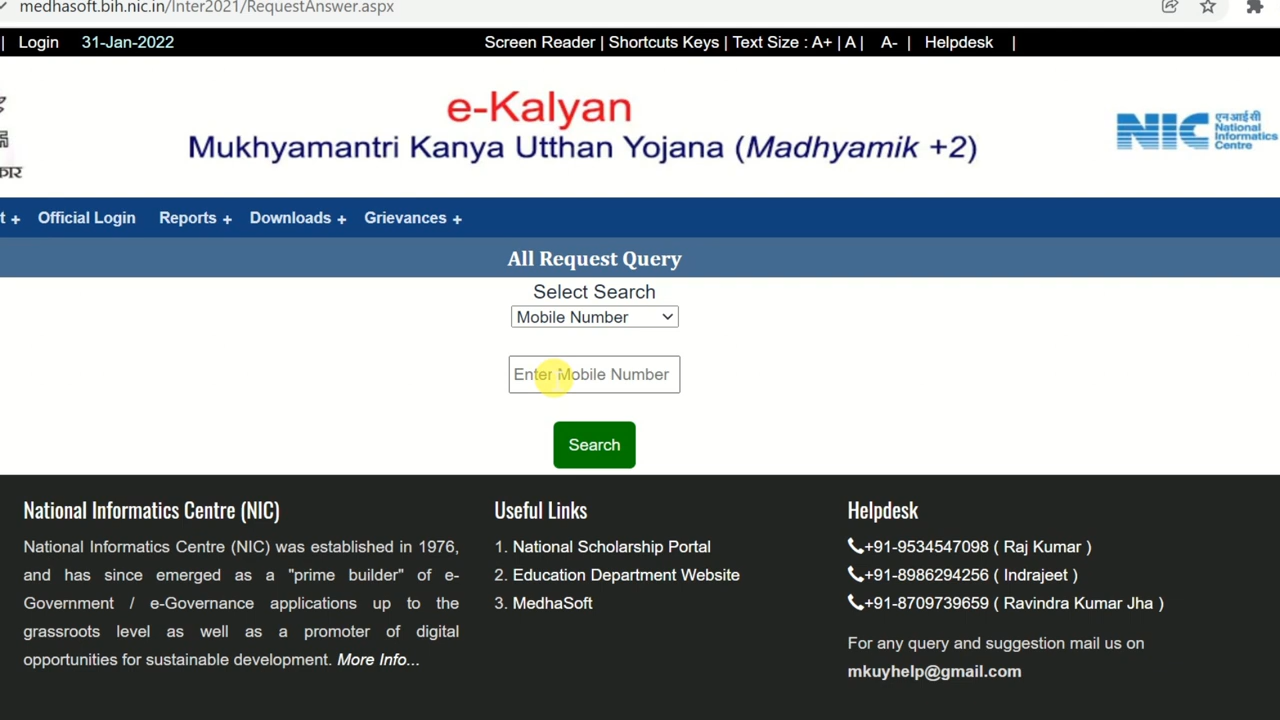 medhasoft.bih.nic.in/Inter2021/RequestAnswer.aspx
| Login 31-Jan-2022 Screen Reader | Shortcuts Keys | Text Size : A+ | A | A- | Helpdesk |
e-Kalyan
Mukhyamantri Kanya Utthan Yojana (Madhyamik +2)
NIC एन आई सी
National
Informatics
Centre
t + Official Login Reports + Downloads + Grievances +
All Request Query
Select Search
Mobile Number
Enter Mobile Number
Search
National Informatics Centre (NIC)
National Informatics Centre (NIC) was established in 1976,
and has since emerged as a "prime builder" of e-
Government / e-Governance applications up to the
grassroots level as well as a promoter of digital
opportunities for sustainable development. More Info...
Useful Links
1. National Scholarship Portal
2. Education Department Website
3. MedhaSoft
Helpdesk
+91-9534547098 ( Raj Kumar )
+91-8986294256 ( Indrajeet )
+91-8709739659 ( Ravindra Kumar Jha )
For any query and suggestion mail us on
mkuyhelp@gmail.com